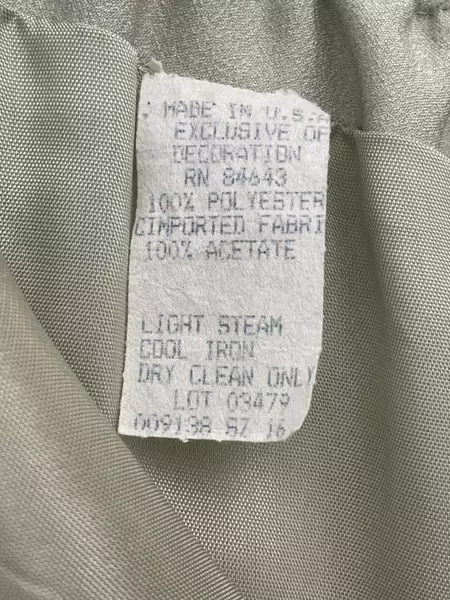 MADE IN U.S.A
EXCLUSIVE OF
DECORATION
RN 84643
100% POLYESTER
(IMPORTED FABRI
100% ACETATE
LIGHT STEAM
COOL IRON
DRY CLEAN ONLY
LOT 03479
009138 SZ 16